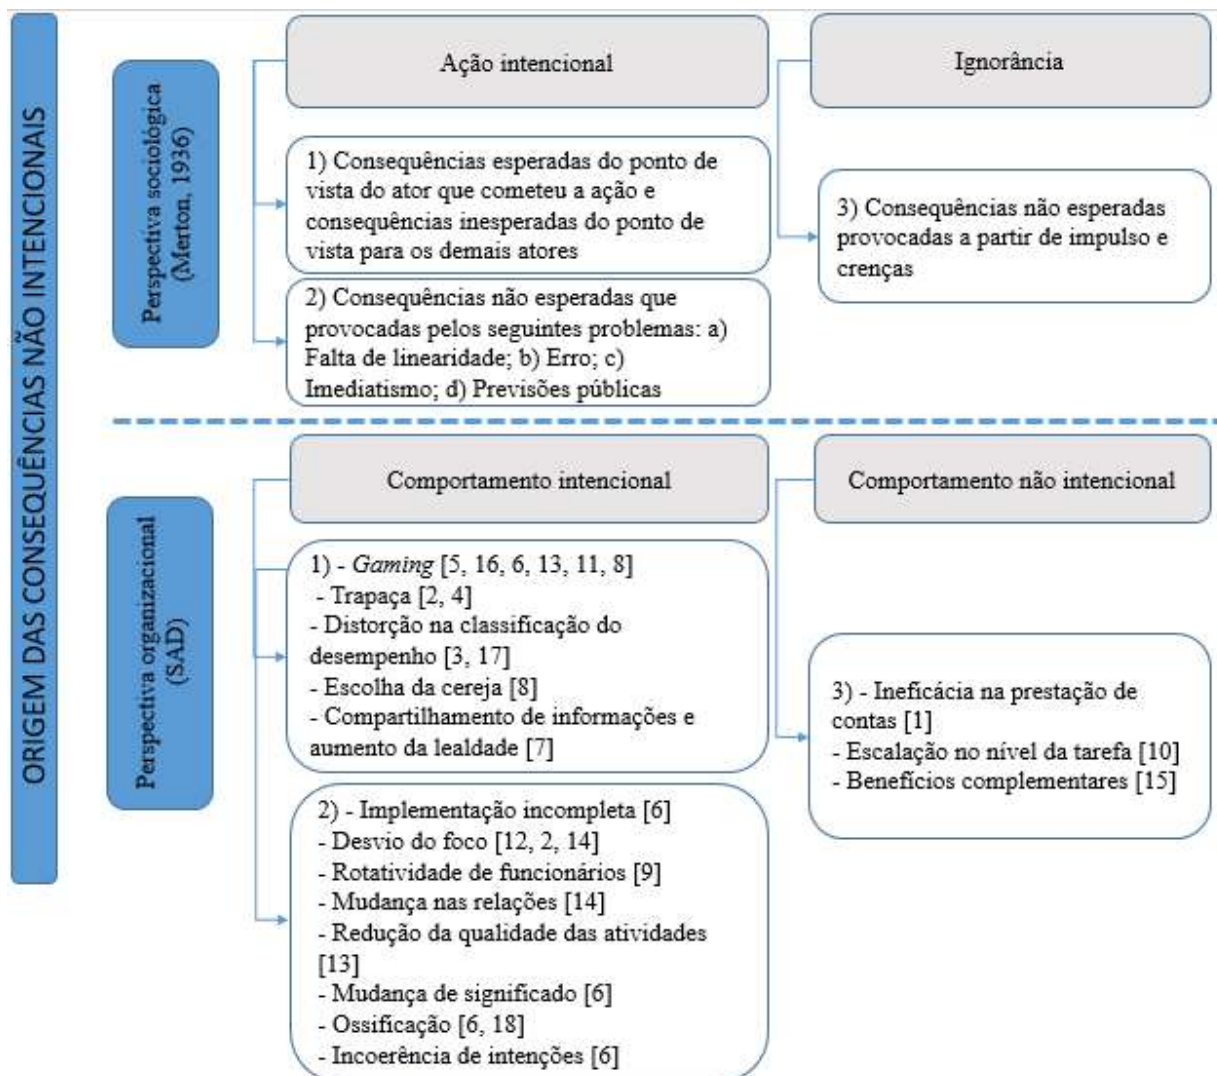 ORIGEM DAS CONSEQUÊNCIAS NÃO INTENCIONAIS
Perspectiva sociológica
(Merton, 1936)
Ação intencional
Ignorância
1) Consequências esperadas do ponto de
vista do ator que cometeu a ação e
consequências inesperadas do ponto de
vista para os demais atores
2) Consequências não esperadas que
provocadas pelos seguintes problemas: a)
Falta de linearidade; b) Erro; c)
Imediatismo; d) Previsões públicas
3) Consequências não esperadas
provocadas a partir de impulso e
crenças
Perspectiva organizacional
(SAD)
Comportamento intencional
Comportamento não intencional
1) - Gaming [5, 16, 6, 13, 11, 8]
- Trapaça [2, 4]
- Distorção na classificação do
desempenho [3, 17]
- Escolha da cereja [8]
- Compartilhamento de informações e
aumento da lealdade [7]
2) - Implementação incompleta [6]
- Desvio do foco [12, 2, 14]
- Rotatividade de funcionários [9]
- Mudança nas relações [14]
- Redução da qualidade das atividades
[13]
- Mudança de significado [6]
- Ossificação [6, 18]
- Incoerência de intenções [6]
3) - Ineficácia na prestação de
contas [1]
- Escalação no nível da tarefa [10]
- Benefícios complementares [15]